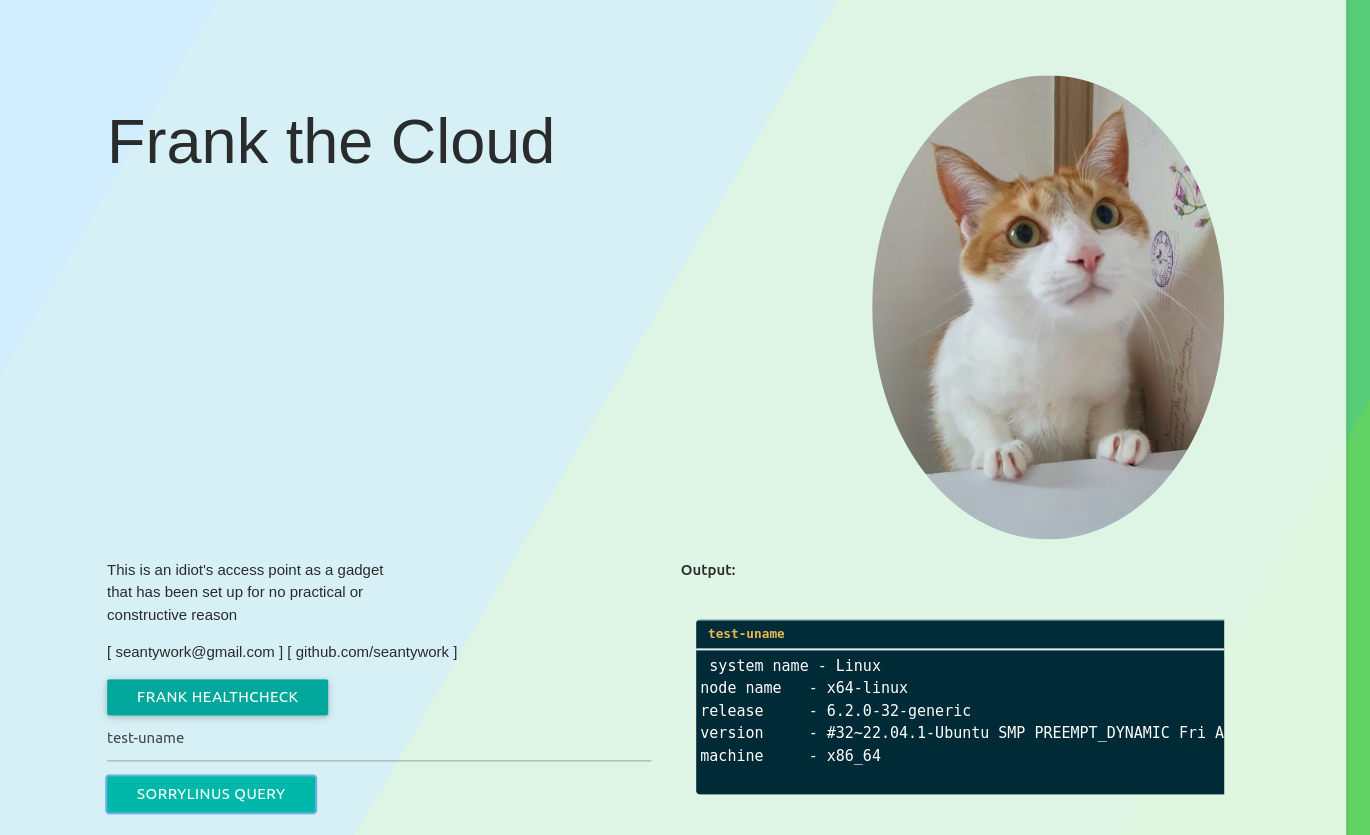 Frank the Cloud
This is an idiot's access point as a gadget
that has been set up for no practical or
constructive reason
[ seantywork@gmail.com ] [ github.com/seantywork ]
FRANK HEALTHCHECK
test-uname
SORRYLINUS QUERY
Output:
test-uname
system name - Linux
node name   - x64-linux
release     - 6.2.0-32-generic
version     - #32~22.04.1-Ubuntu SMP PREEMPT_DYNAMIC Fri A
machine     - x86_64